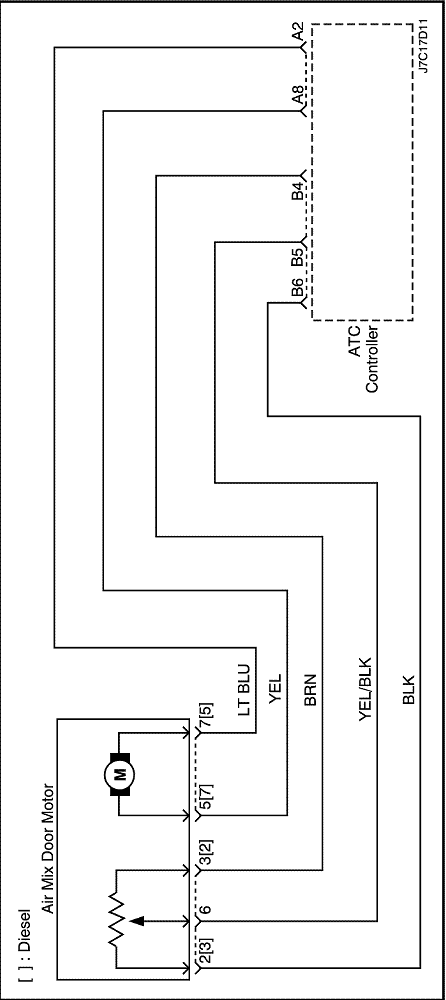 [ ] : Diesel
Air Mix Door Motor
M
2[3]
6
3[2]
5[7]
7[5]
LT BLU
YEL
BRN
YEL/BLK
BLK
ATC
Controller
B6
B5
B4
A8
A2
J7C17D11